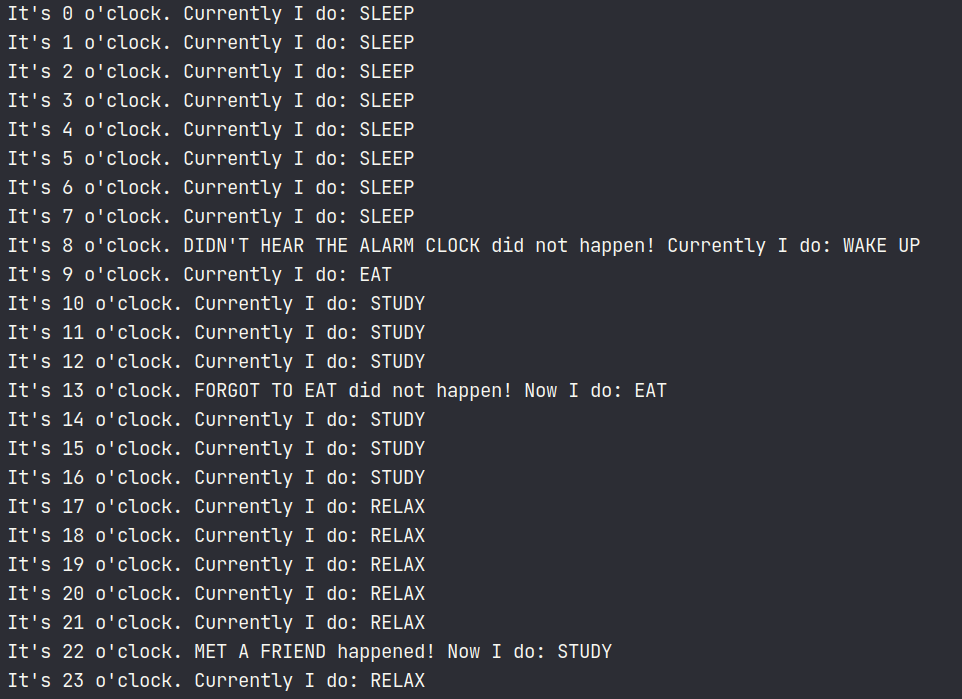 It's 0 o'clock. Currently I do: SLEEP
It's 1 o'clock. Currently I do: SLEEP
It's 2 o'clock. Currently I do: SLEEP
It's 3 o'clock. Currently I do: SLEEP
It's 4 o'clock. Currently I do: SLEEP
It's 5 o'clock. Currently I do: SLEEP
It's 6 o'clock. Currently I do: SLEEP
It's 7 o'clock. Currently I do: SLEEP
It's 8 o'clock. DIDN'T HEAR THE ALARM CLOCK did not happen! Currently I do: WAKE UP
It's 9 o'clock. Currently I do: EAT
It's 10 o'clock. Currently I do: STUDY
It's 11 o'clock. Currently I do: STUDY
It's 12 o'clock. Currently I do: STUDY
It's 13 o'clock. FORGOT TO EAT did not happen! Now I do: EAT
It's 14 o'clock. Currently I do: STUDY
It's 15 o'clock. Currently I do: STUDY
It's 16 o'clock. Currently I do: STUDY
It's 17 o'clock. Currently I do: RELAX
It's 18 o'clock. Currently I do: RELAX
It's 19 o'clock. Currently I do: RELAX
It's 20 o'clock. Currently I do: RELAX
It's 21 o'clock. Currently I do: RELAX
It's 22 o'clock. MET A FRIEND happened! Now I do: STUDY
It's 23 o'clock. Currently I do: RELAX